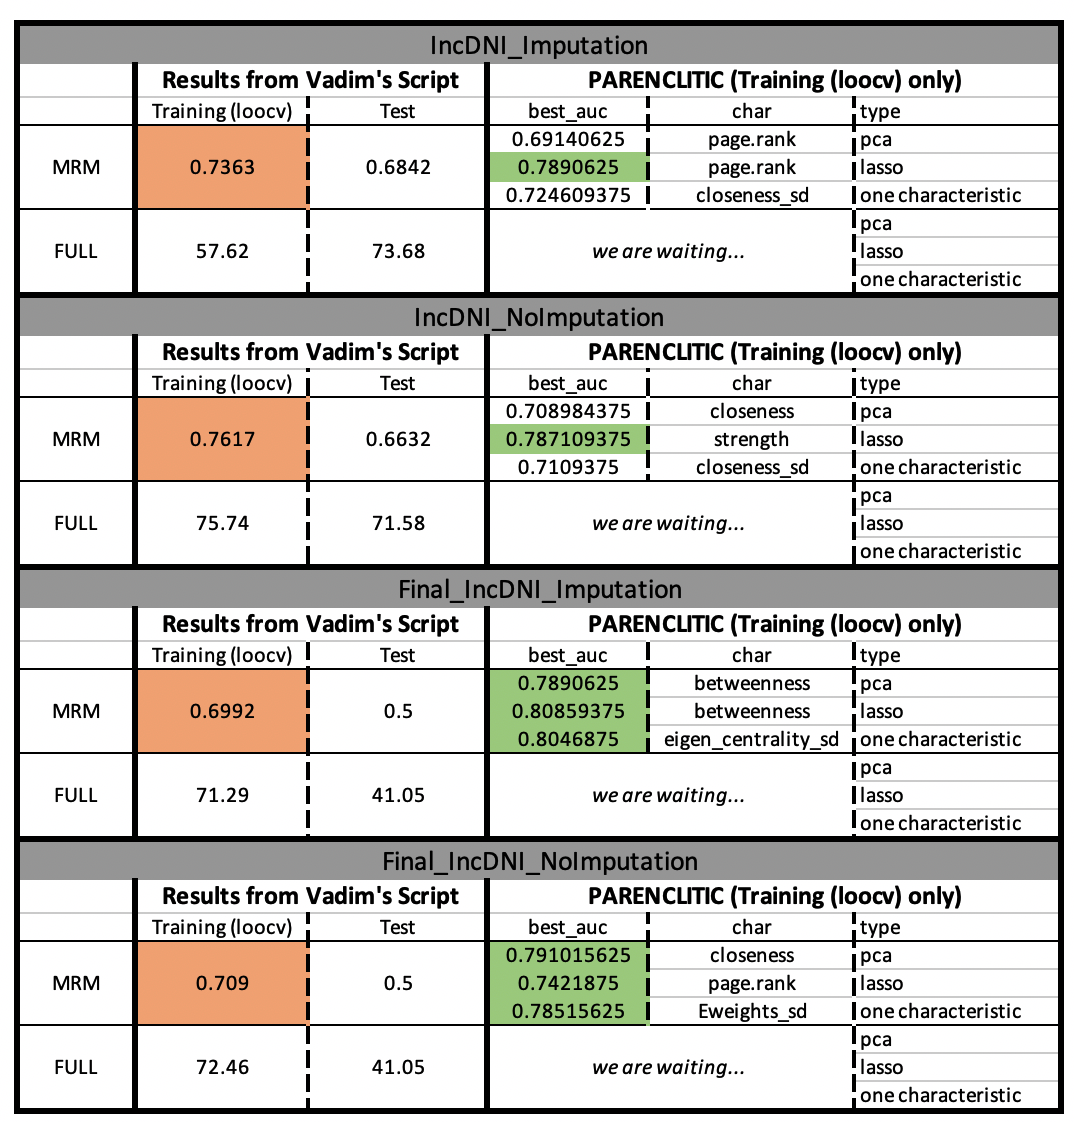 IncDNI_Imputation
Results from Vadim's Script PARENCLITIC (Training (loocv) only)
Training (loocv) Test best_auc char type
0.69140625 page.rank pca
MRM 0.7363 0.6842 0.7890625 page.rank lasso
0.724609375 closeness_sd one characteristic
pca
FULL 57.62 73.68 we are waiting... lasso
one characteristic
IncDNI_NoImputation
Results from Vadim's Script PARENCLITIC (Training (loocv) only)
Training (loocv) Test best_auc char type
0.708984375 closeness pca
MRM 0.7617 0.6632 0.787109375 strength lasso
0.7109375 closeness_sd one characteristic
pca
FULL 75.74 71.58 we are waiting... lasso
one characteristic
Final_IncDNI_Imputation
Results from Vadim's Script PARENCLITIC (Training (loocv) only)
Training (loocv) Test best_auc char type
0.7890625 betweenness pca
MRM 0.6992 0.5 0.80859375 betweenness lasso
0.8046875 eigen_centrality_sd one characteristic
pca
FULL 71.29 41.05 we are waiting... lasso
one characteristic
Final_IncDNI_NoImputation
Results from Vadim's Script PARENCLITIC (Training (loocv) only)
Training (loocv) Test best_auc char type
0.791015625 closeness pca
MRM 0.709 0.5 0.7421875 page.rank lasso
0.78515625 Eweights_sd one characteristic
pca
FULL 72.46 41.05 we are waiting... lasso
one characteristic